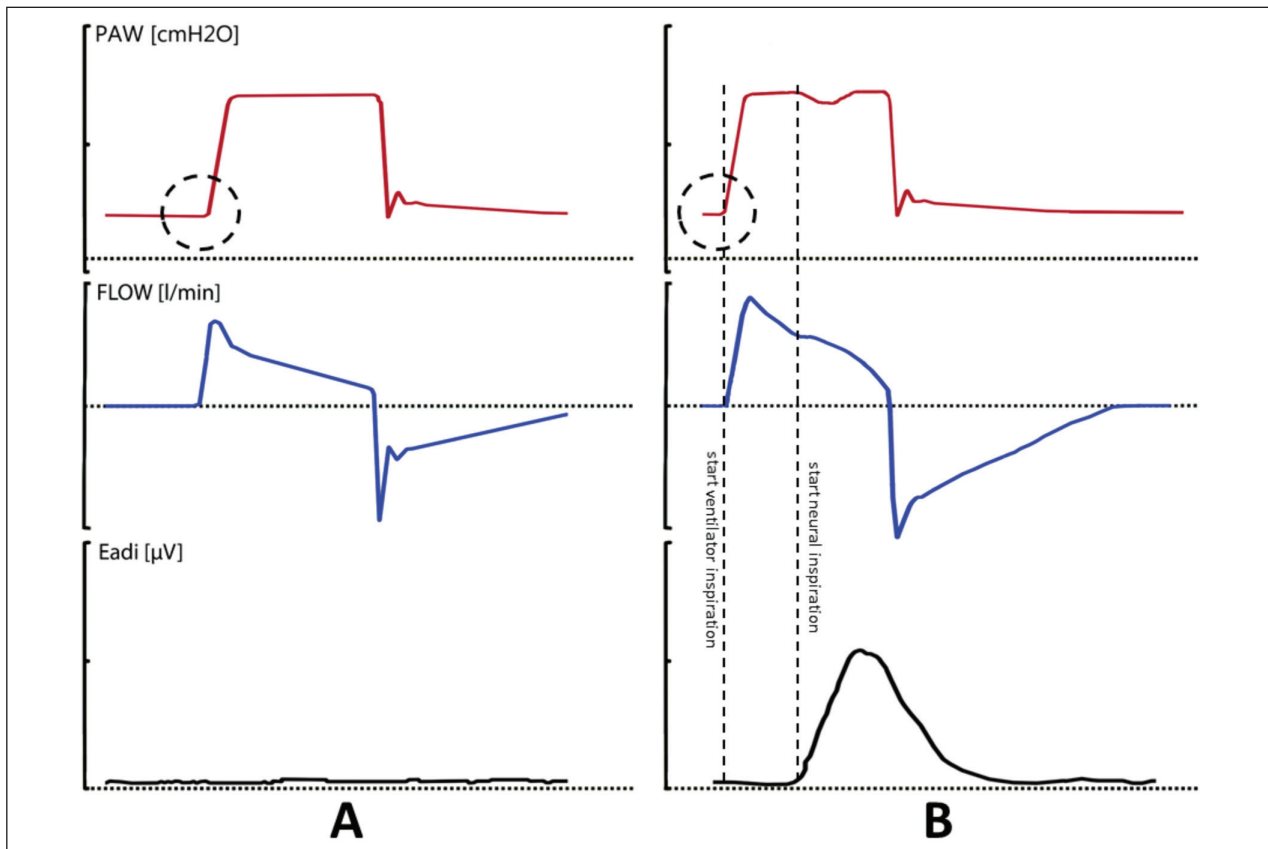 PAW [cmH2O]
FLOW [l/min]
start ventilator inspiration
start neural inspiration
Eadi [µV]
A
B